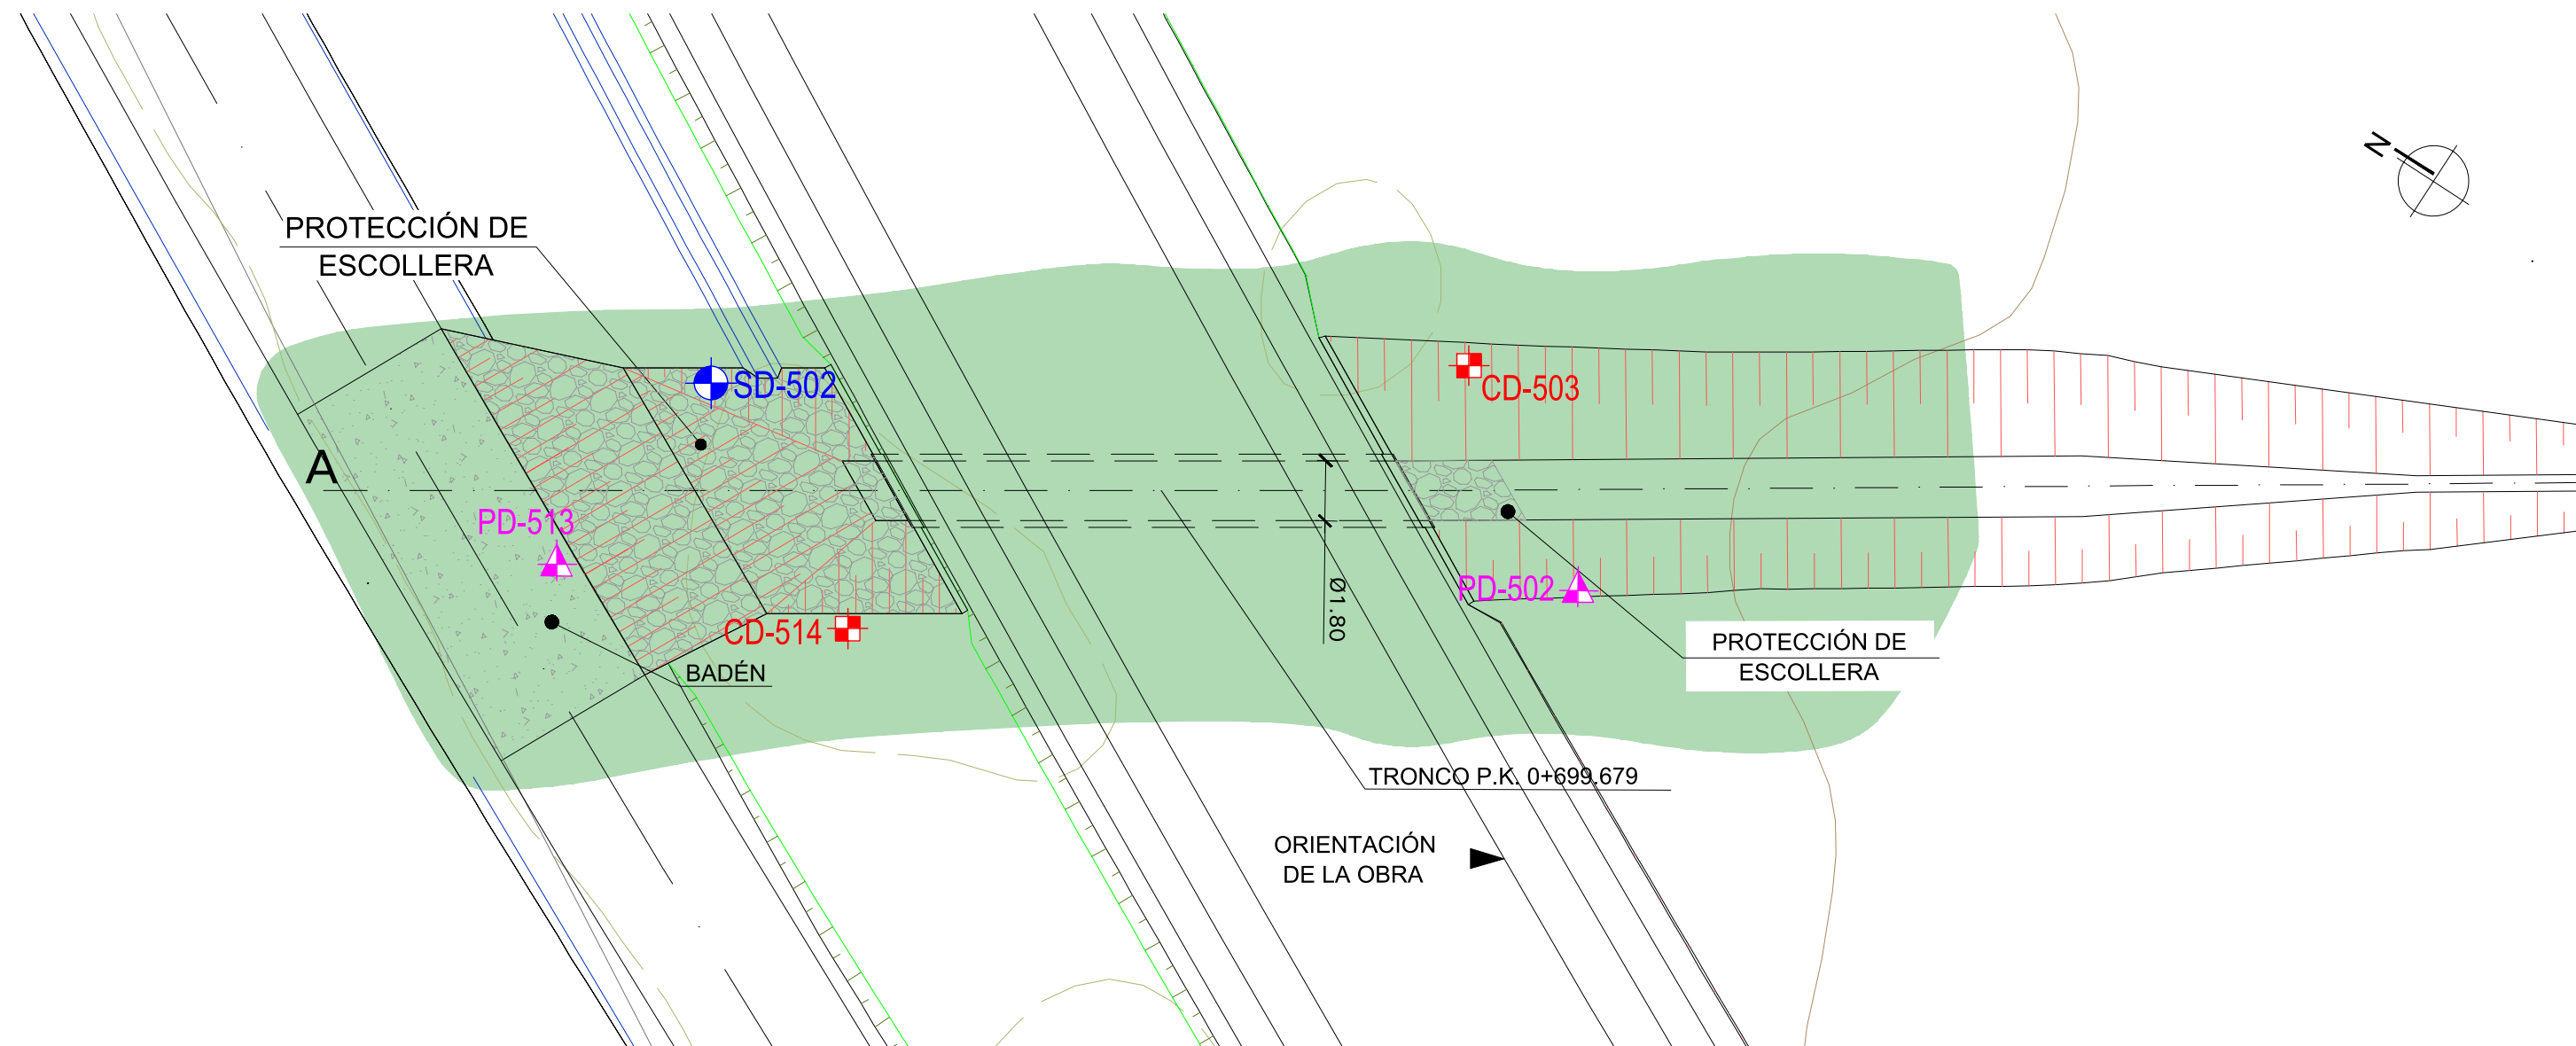 N
PROTECCIÓN DE
ESCOLLERA
SD-502
CD-503
A
PD-513
PD-502
Ø1.80
CD-514
BADÉN
PROTECCIÓN DE
ESCOLLERA
TRONCO P.K. 0+699.679
ORIENTACIÓN
DE LA OBRA